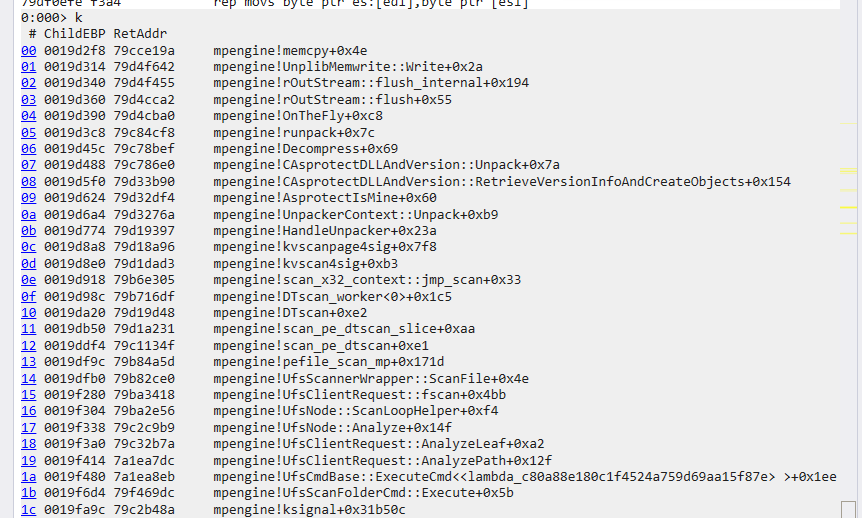 79df0efe f3a4 rep movs byte ptr es:[edi],byte ptr [esi]
0:000> k
# ChildEBP RetAddr
00 0019d2f8 79cce19a mpengine!memcpy+0x4e
01 0019d314 79d4f642 mpengine!UnplibMemwrite::Write+0x2a
02 0019d340 79d4f455 mpengine!rOutStream::flush_internal+0x194
03 0019d360 79d4cca2 mpengine!rOutStream::flush+0x55
04 0019d390 79d4cba0 mpengine!OnTheFly+0xc8
05 0019d3c8 79c84cf8 mpengine!runpack+0x7c
06 0019d45c 79c78bef mpengine!Decompress+0x69
07 0019d488 79c786e0 mpengine!CAsprotectDLLAndVersion::Unpack+0x7a
08 0019d5f0 79d33b90 mpengine!CAsprotectDLLAndVersion::RetrieveVersionInfoAndCreateObjects+0x154
09 0019d624 79d32df4 mpengine!AsprotectIsMine+0x60
0a 0019d6a4 79d3276a mpengine!UnpackerContext::Unpack+0xb9
0b 0019d774 79d19397 mpengine!HandleUnpacker+0x23a
0c 0019d8a8 79d18a96 mpengine!kvscanpage4sig+0x7f8
0d 0019d8e0 79d1dad3 mpengine!kvscan4sig+0xb3
0e 0019d918 79b6e305 mpengine!scan_x32_context::jmp_scan+0x33
0f 0019d98c 79b716df mpengine!DTscan_worker<0>+0x1c5
10 0019da20 79d19d48 mpengine!DTscan+0xe2
11 0019db50 79d1a231 mpengine!scan_pe_dtscan_slice+0xaa
12 0019ddf4 79c1134f mpengine!scan_pe_dtscan+0xe1
13 0019df9c 79b84a5d mpengine!pefile_scan_mp+0x171d
14 0019dfb0 79b82ce0 mpengine!UfsScannerWrapper::ScanFile+0x4e
15 0019f280 79ba3418 mpengine!UfsClientRequest::fscan+0x4bb
16 0019f304 79ba2e56 mpengine!UfsNode::ScanLoopHelper+0xf4
17 0019f338 79c2c9b9 mpengine!UfsNode::Analyze+0x14f
18 0019f3a0 79c32b7a mpengine!UfsClientRequest::AnalyzeLeaf+0xa2
19 0019f414 7a1ea7dc mpengine!UfsClientRequest::AnalyzePath+0x12f
1a 0019f480 7a1ea8eb mpengine!UfsCmdBase::ExecuteCmd<<lambda_c80a88e180c1f4524a759d69aa15f87e> >+0x1ee
1b 0019f6d4 79f469dc mpengine!UfsScanFolderCmd::Execute+0x5b
1c 0019fa9c 79c2b48a mpengine!ksignal+0x31b50c